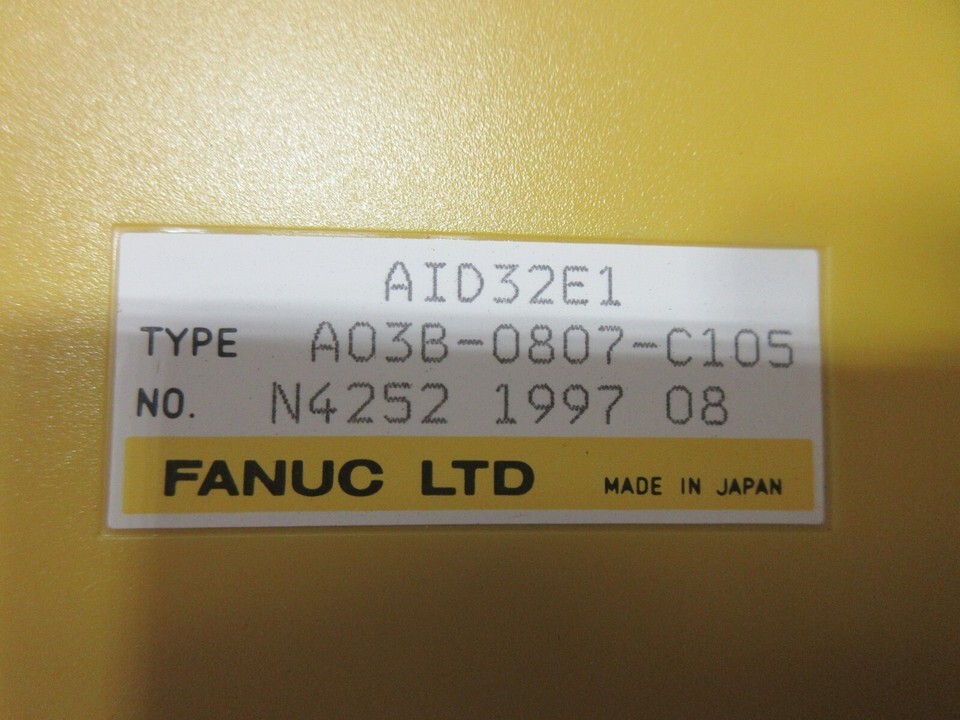 AID32E1
TYPE A03B-0807-C105
NO. N4252 1997 08
FANUC LTD MADE IN JAPAN